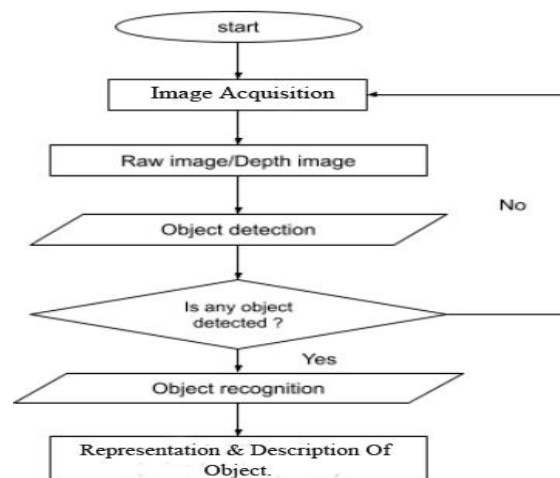 start
Image Acquisition
Raw image/Depth image
No
Object detection
Is any object
detected ?
Yes
Object recognition
Representation & Description Of
Object.